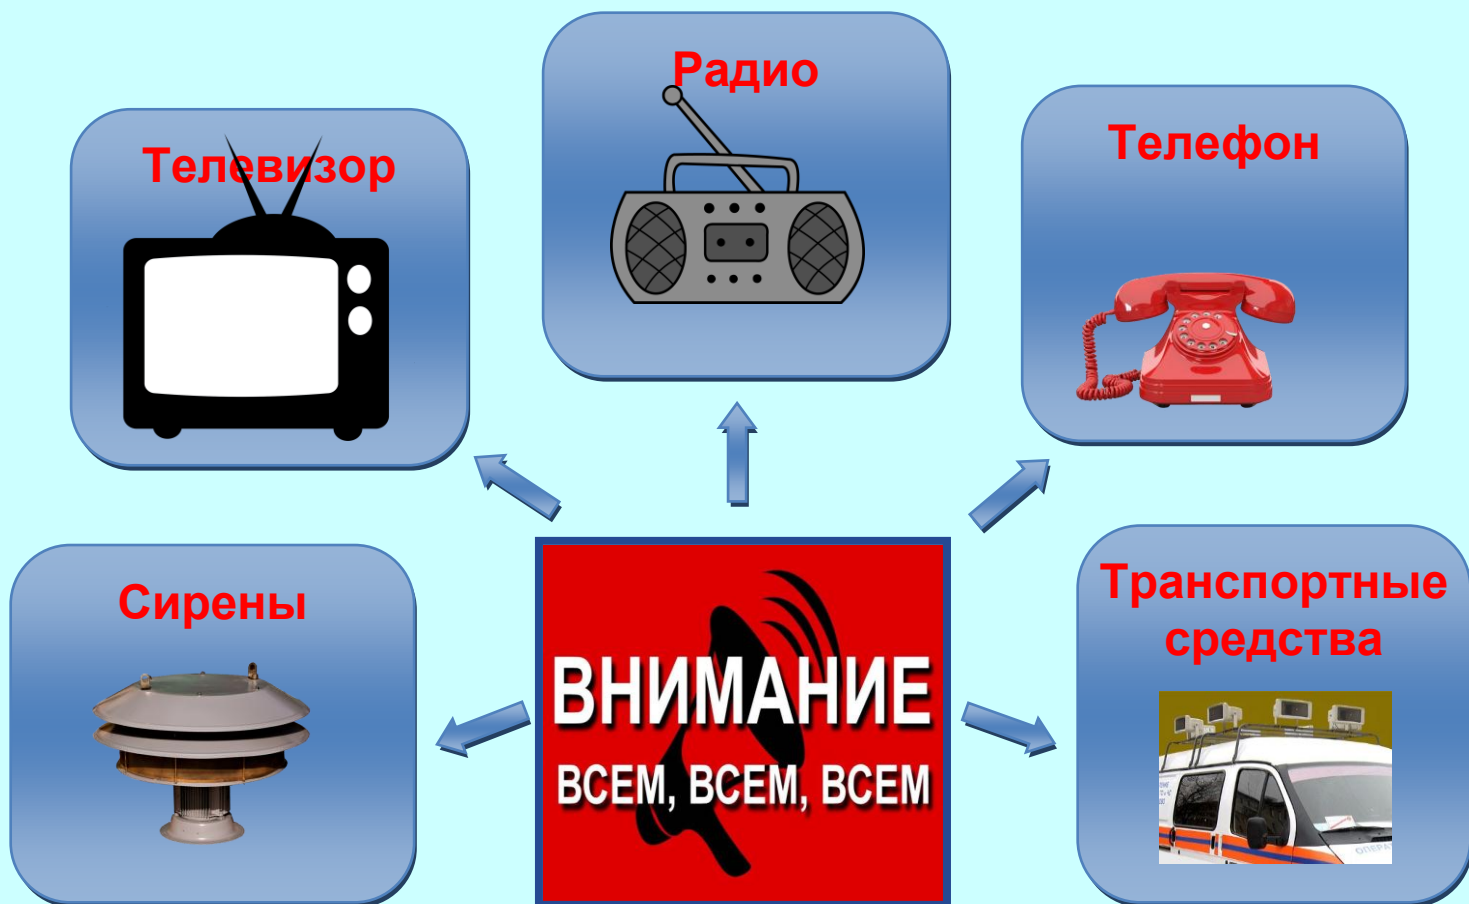 Радио
Телевизор
Телефон
Сирены
Транспортные
средства
ВНИМАНИЕ
ВСЕМ, ВСЕМ, ВСЕМ